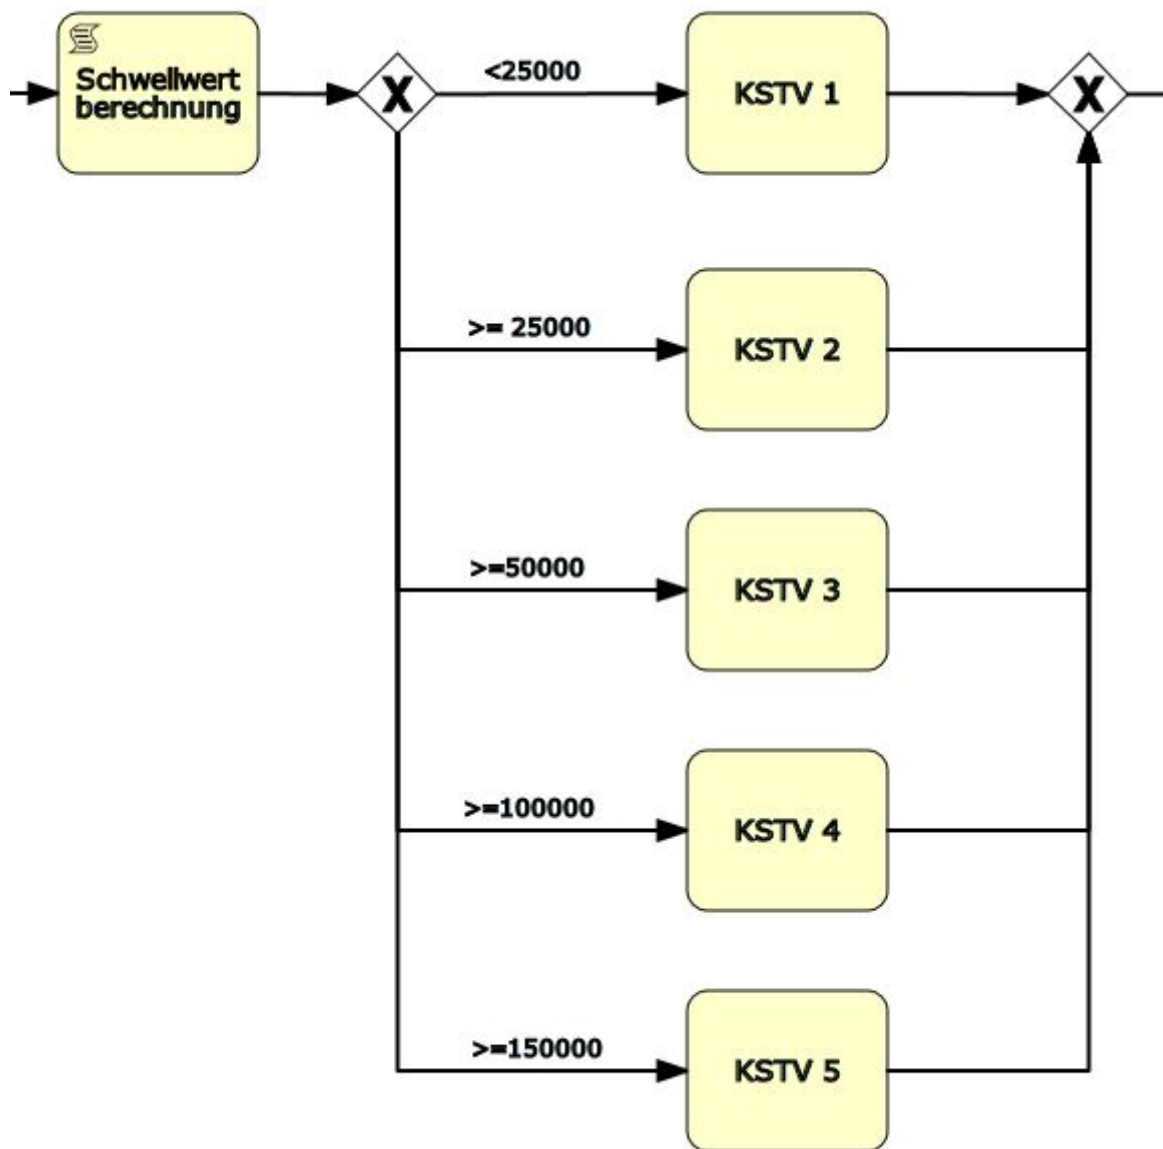 Schwellwert
berechnung
X
<25000
KSTV 1
X
>= 25000
KSTV 2
>=50000
KSTV 3
>=100000
KSTV 4
>=150000
KSTV 5